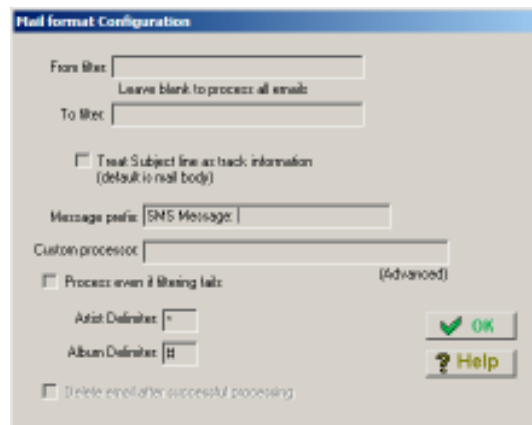 Mail format Configuration
From filter:
Leave blank to process all emails
To filter:
Treat Subject line as track information
(default is mail body)
Message prefix: SMS Message: |
Custom processor:
(Advanced)
Process even if filtering fails
Artist Delimiter: *
Album Delimiter: #
OK
Help
Delete email after successful processing